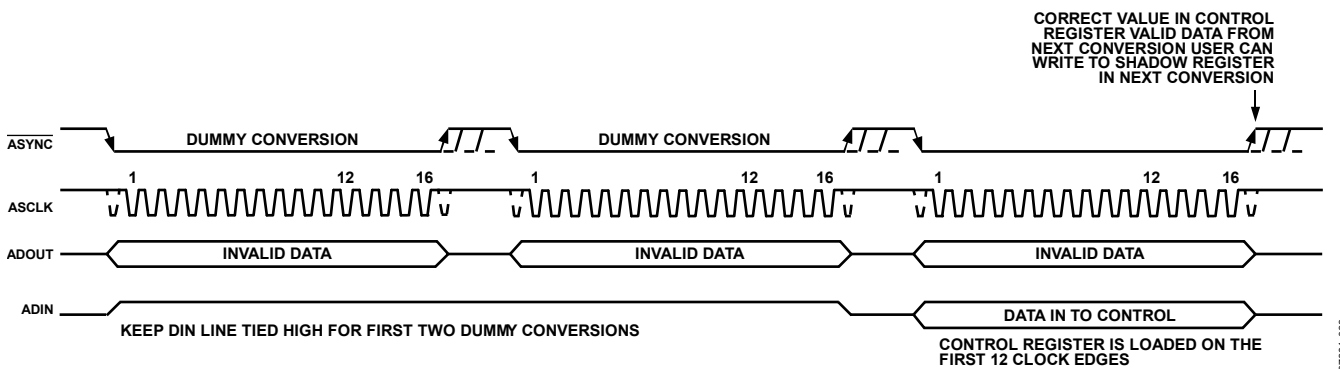 CORRECT VALUE IN CONTROL
REGISTER VALID DATA FROM
NEXT CONVERSION USER CAN
WRITE TO SHADOW REGISTER
IN NEXT CONVERSION
ASYNC DUMMY CONVERSION DUMMY CONVERSION
1 12 16 1 12 16 1 12 16
ASCLK
ADOUT INVALID DATA INVALID DATA INVALID DATA
ADIN DATA IN TO CONTROL
KEEP DIN LINE TIED HIGH FOR FIRST TWO DUMMY CONVERSIONS
CONTROL REGISTER IS LOADED ON THE
FIRST 12 CLOCK EDGES